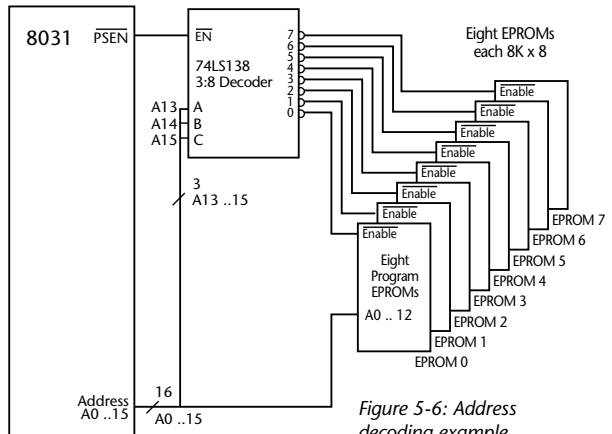 8031
PSEN
EN
74LS138
3:8 Decoder
A13
A14
A15
A
B
C
7
6
5
4
3
2
1
0
3
A13 ..15
Eight EPROMs
each 8K x 8
Enable
Enable
Enable
Enable
Enable
Enable
Enable
EPROM 7
EPROM 6
EPROM 5
EPROM 4
EPROM 3
EPROM 2
EPROM 1
EPROM 0
Eight
Program
EPROMs
A0 .. 12
Address
A0 ..15
16
A0 ..15
Figure 5-6: Address
decoding example